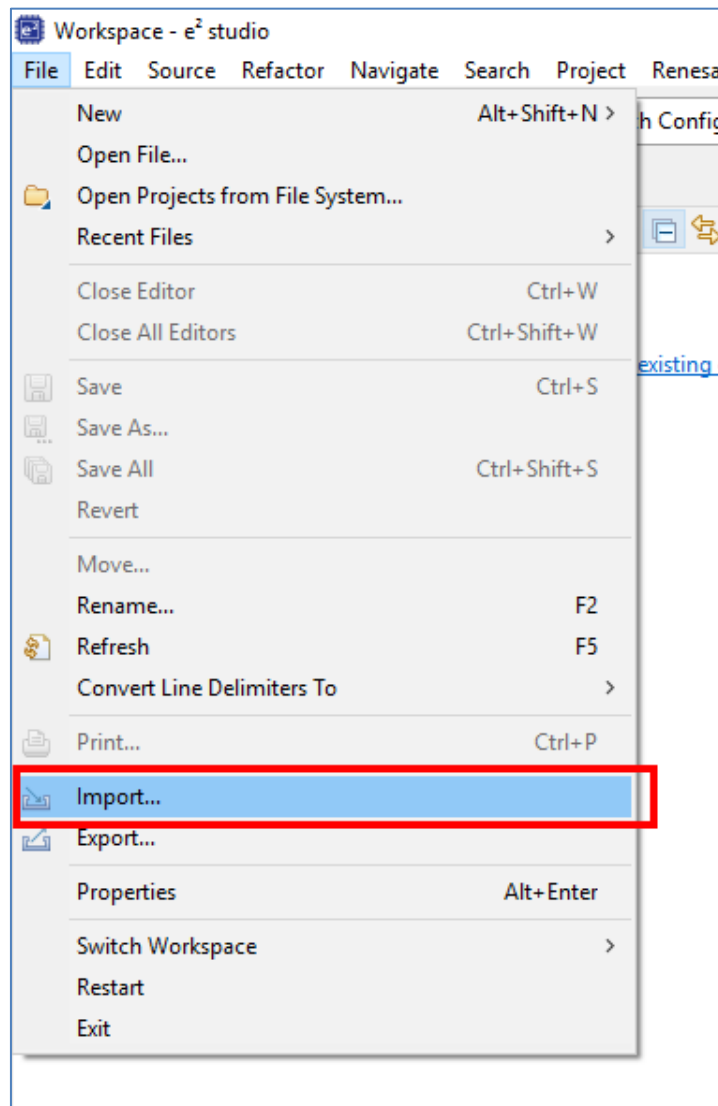 Workspace - e² studio
File Edit Source Refactor Navigate Search Project Renesa
New Alt+Shift+N >
h Config
Open File...
Open Projects from File System...
Recent Files >
Close Editor Ctrl+W
Close All Editors Ctrl+Shift+W
existing
Save Ctrl+S
Save As...
Save All Ctrl+Shift+S
Revert
Move...
Rename... F2
Refresh F5
Convert Line Delimiters To >
Print... Ctrl+P
Import...
Export...
Properties Alt+Enter
Switch Workspace >
Restart
Exit